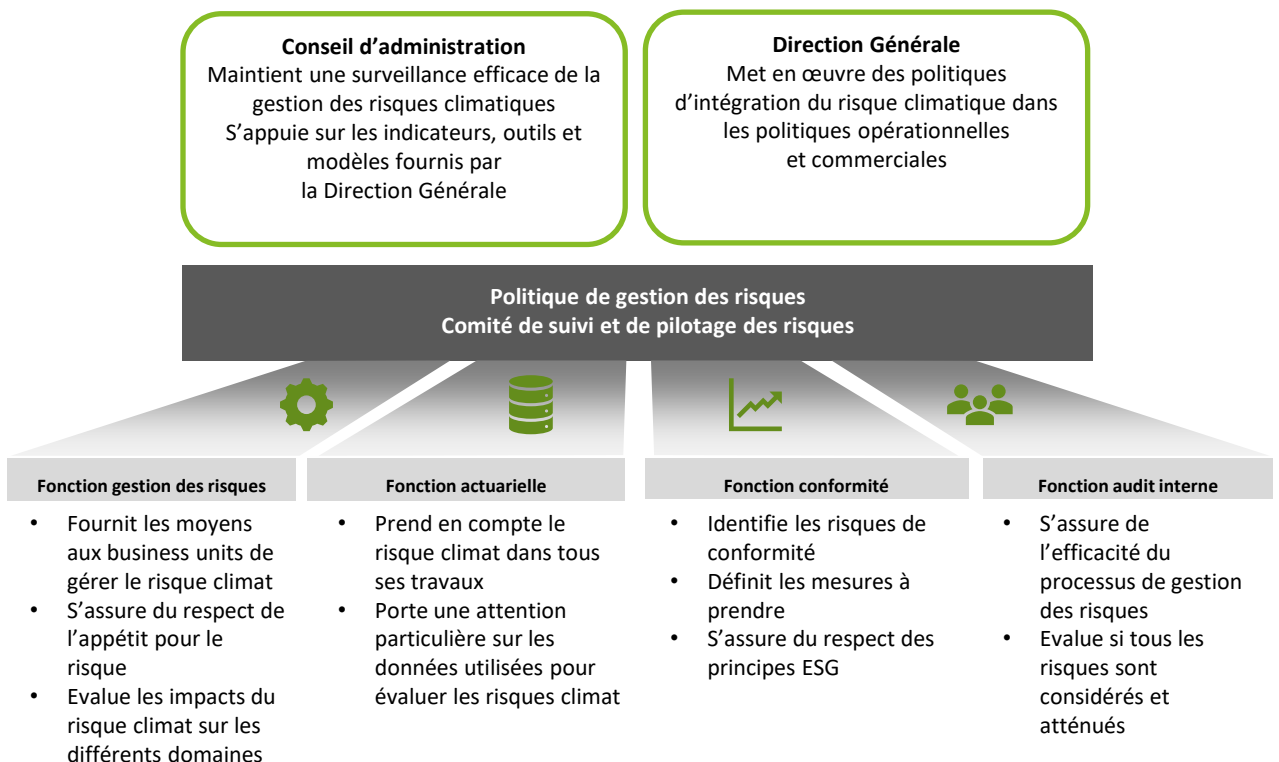 Conseil d’administration
Maintient une surveillance efficace de la
gestion des risques climatiques
S’appuie sur les indicateurs, outils et
modèles fournis par
la Direction Générale
Direction Générale
Met en œuvre des politiques
d’intégration du risque climatique dans
les politiques opérationnelles
et commerciales
Politique de gestion des risques
Comité de suivi et de pilotage des risques
Fonction gestion des risques
• Fournit les moyens
aux business units de
gérer le risque climat
• S’assure du respect de
l’appétit pour le
risque
• Evalue les impacts du
risque climat sur les
différents domaines
Fonction actuarielle
• Prend en compte le
risque climat dans tous
ses travaux
• Porte une attention
particulière sur les
données utilisées pour
évaluer les risques climat
Fonction conformité
• Identifie les risques de
conformité
• Définit les mesures à
prendre
• S’assure du respect des
principes ESG
Fonction audit interne
• S’assure de
l’efficacité du
processus de gestion
des risques
• Evalue si tous les
risques sont
considérés et
atténués